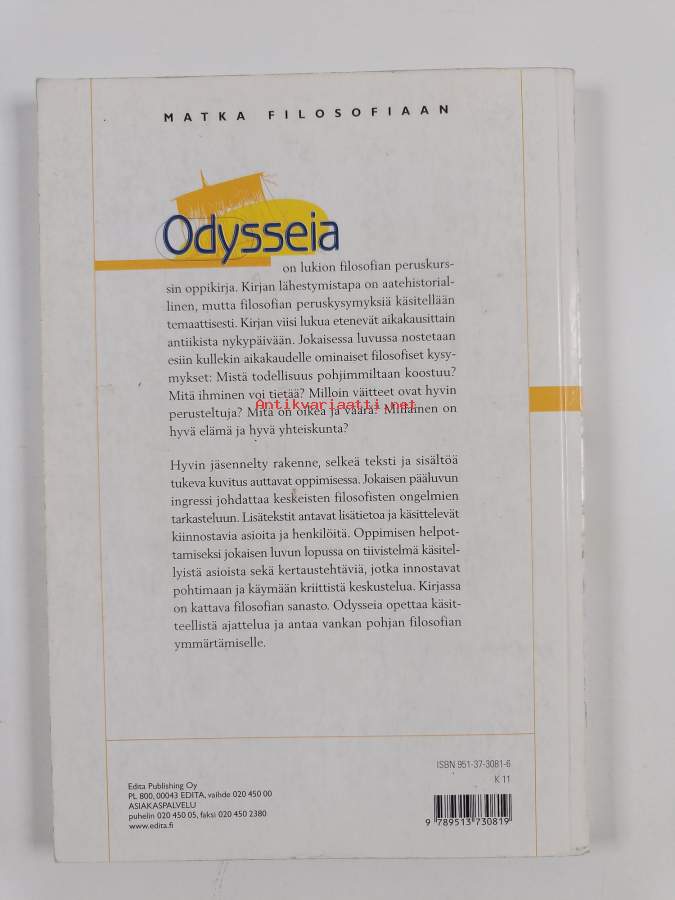 MATKA FILOSOFIAAN
Odysseia
on lukion filosofian peruskurs-
sin oppikirja. Kirjan lähestymistapa on aatehistorial-
linen, mutta filosofian peruskysymyksiä käsitellään
temaattisesti. Kirjan viisi lukua etenevät aikakausittain
antiikista nykypäivään. Jokaisessa luvussa nostetaan
esiin kullekin aikakaudelle ominaiset filosofiset kysy-
mykset: Mistä todellisuus pohjimmiltaan koostuu?
Mitä ihminen voi tietää? Milloin väitteet ovat hyvin
Antikvariaatti.net
perusteltuja? Mitä on oikea ja väärä? Millainen on
hyvä elämä ja hyvä yhteiskunta?
Hyvin jäsennelty rakenne, selkeä teksti ja sisältöä
tukeva kuvitus auttavat oppimisessa. Jokaisen pääluvun
ingressi johdattaa keskeisten filosofisten ongelmien
tarkasteluun. Lisätekstit antavat lisätietoa ja käsittelevät
kiinnostavia asioita ja henkilöitä. Oppimisen helpot-
tamiseksi jokaisen luvun lopussa on tiivistelmä käsitel-
lyistä asioista sekä kertaustehtäviä, jotka innostavat
pohtimaan ja käymään kriittistä keskustelua. Kirjassa
on kattava filosofian sanasto. Odysseia opettaa käsit-
teellistä ajattelua ja antaa vankan pohjan filosofian
ymmärtämiselle.
ISBN 951-37-3081-6
K 11
Edita Publishing Oy
PL 800, 00043 EDITA, vaihde 020 450 00
ASIAKASPALVELU
puhelin 020 450 05, faksi 020 450 2380
www.edita.fi
9 789513 730819